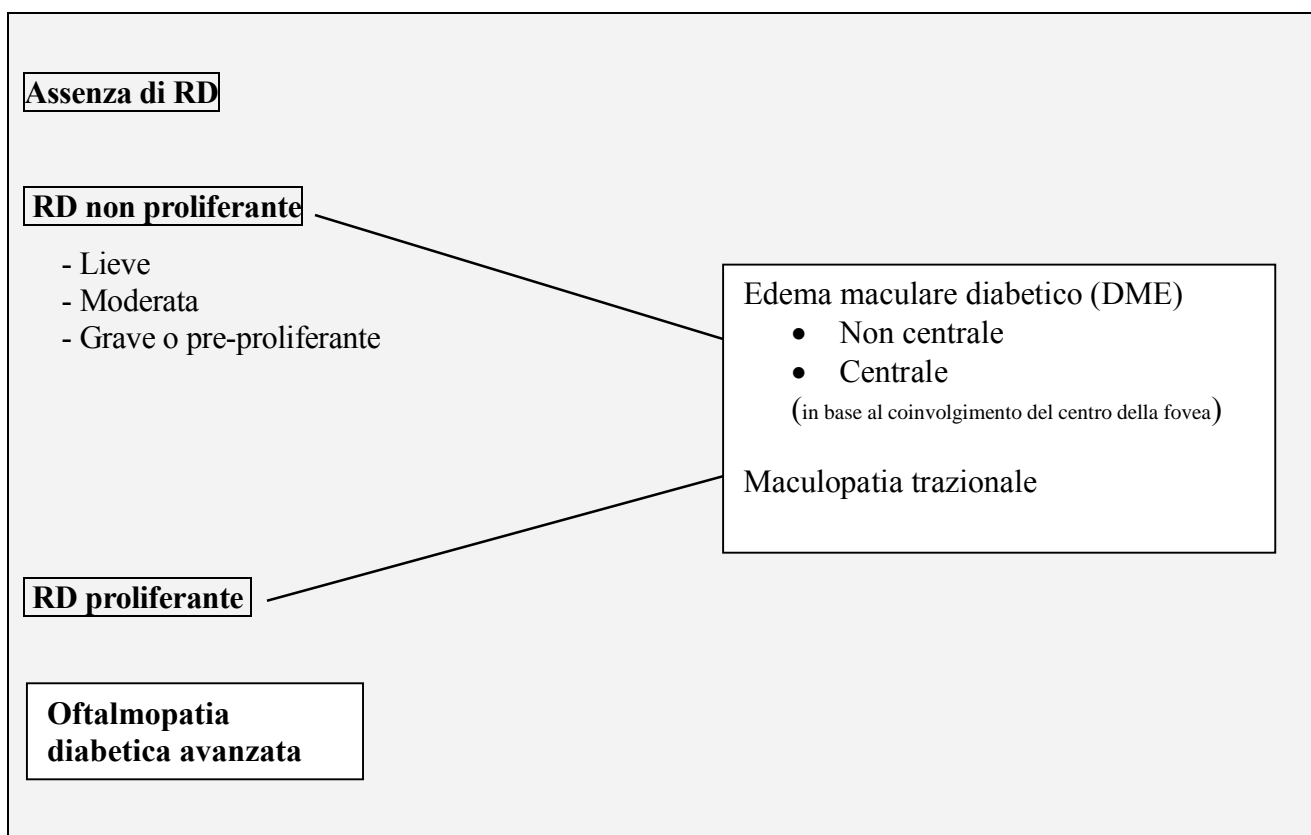 Assenza di RD
RD non proliferante
- Lieve
- Moderata
- Grave o pre-proliferante
Edema maculare diabetico (DME)
• Non centrale
• Centrale
(in base al coinvolgimento del centro della fovea)
Maculopatia trazionale
RD proliferante
Oftalmopatia
diabetica avanzata